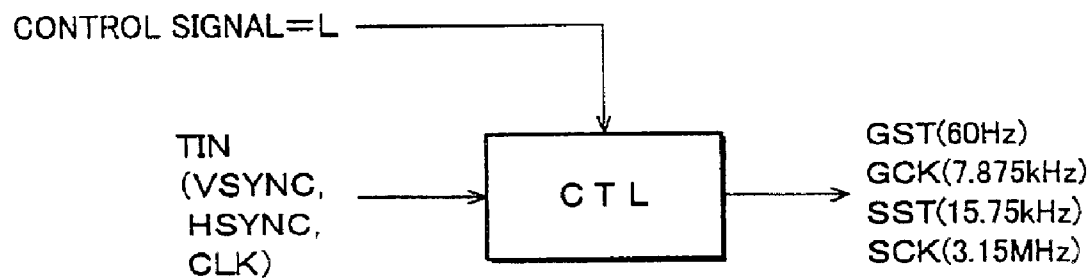 CONTROL SIGNAL=L
TIN
(VSYNC,
HSYNC,
CLK)
CTL
GST(60Hz)
GCK(7.875kHz)
SST(15.75kHz)
SCK(3.15MHz)